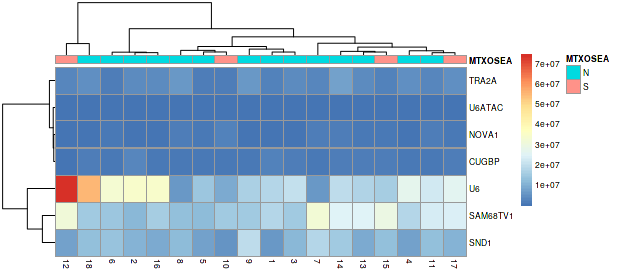 MTXOSEA
TRA2A
U6ATAC
NOVA1
CUGBP
U6
SAM68TV1
SND1
12 18 6 2 16 8 5 10 9 1 3 7 14 13 15 4 11 17
7e+07
6e+07
5e+07
4e+07
3e+07
2e+07
1e+07
MTXOSEA
N
S